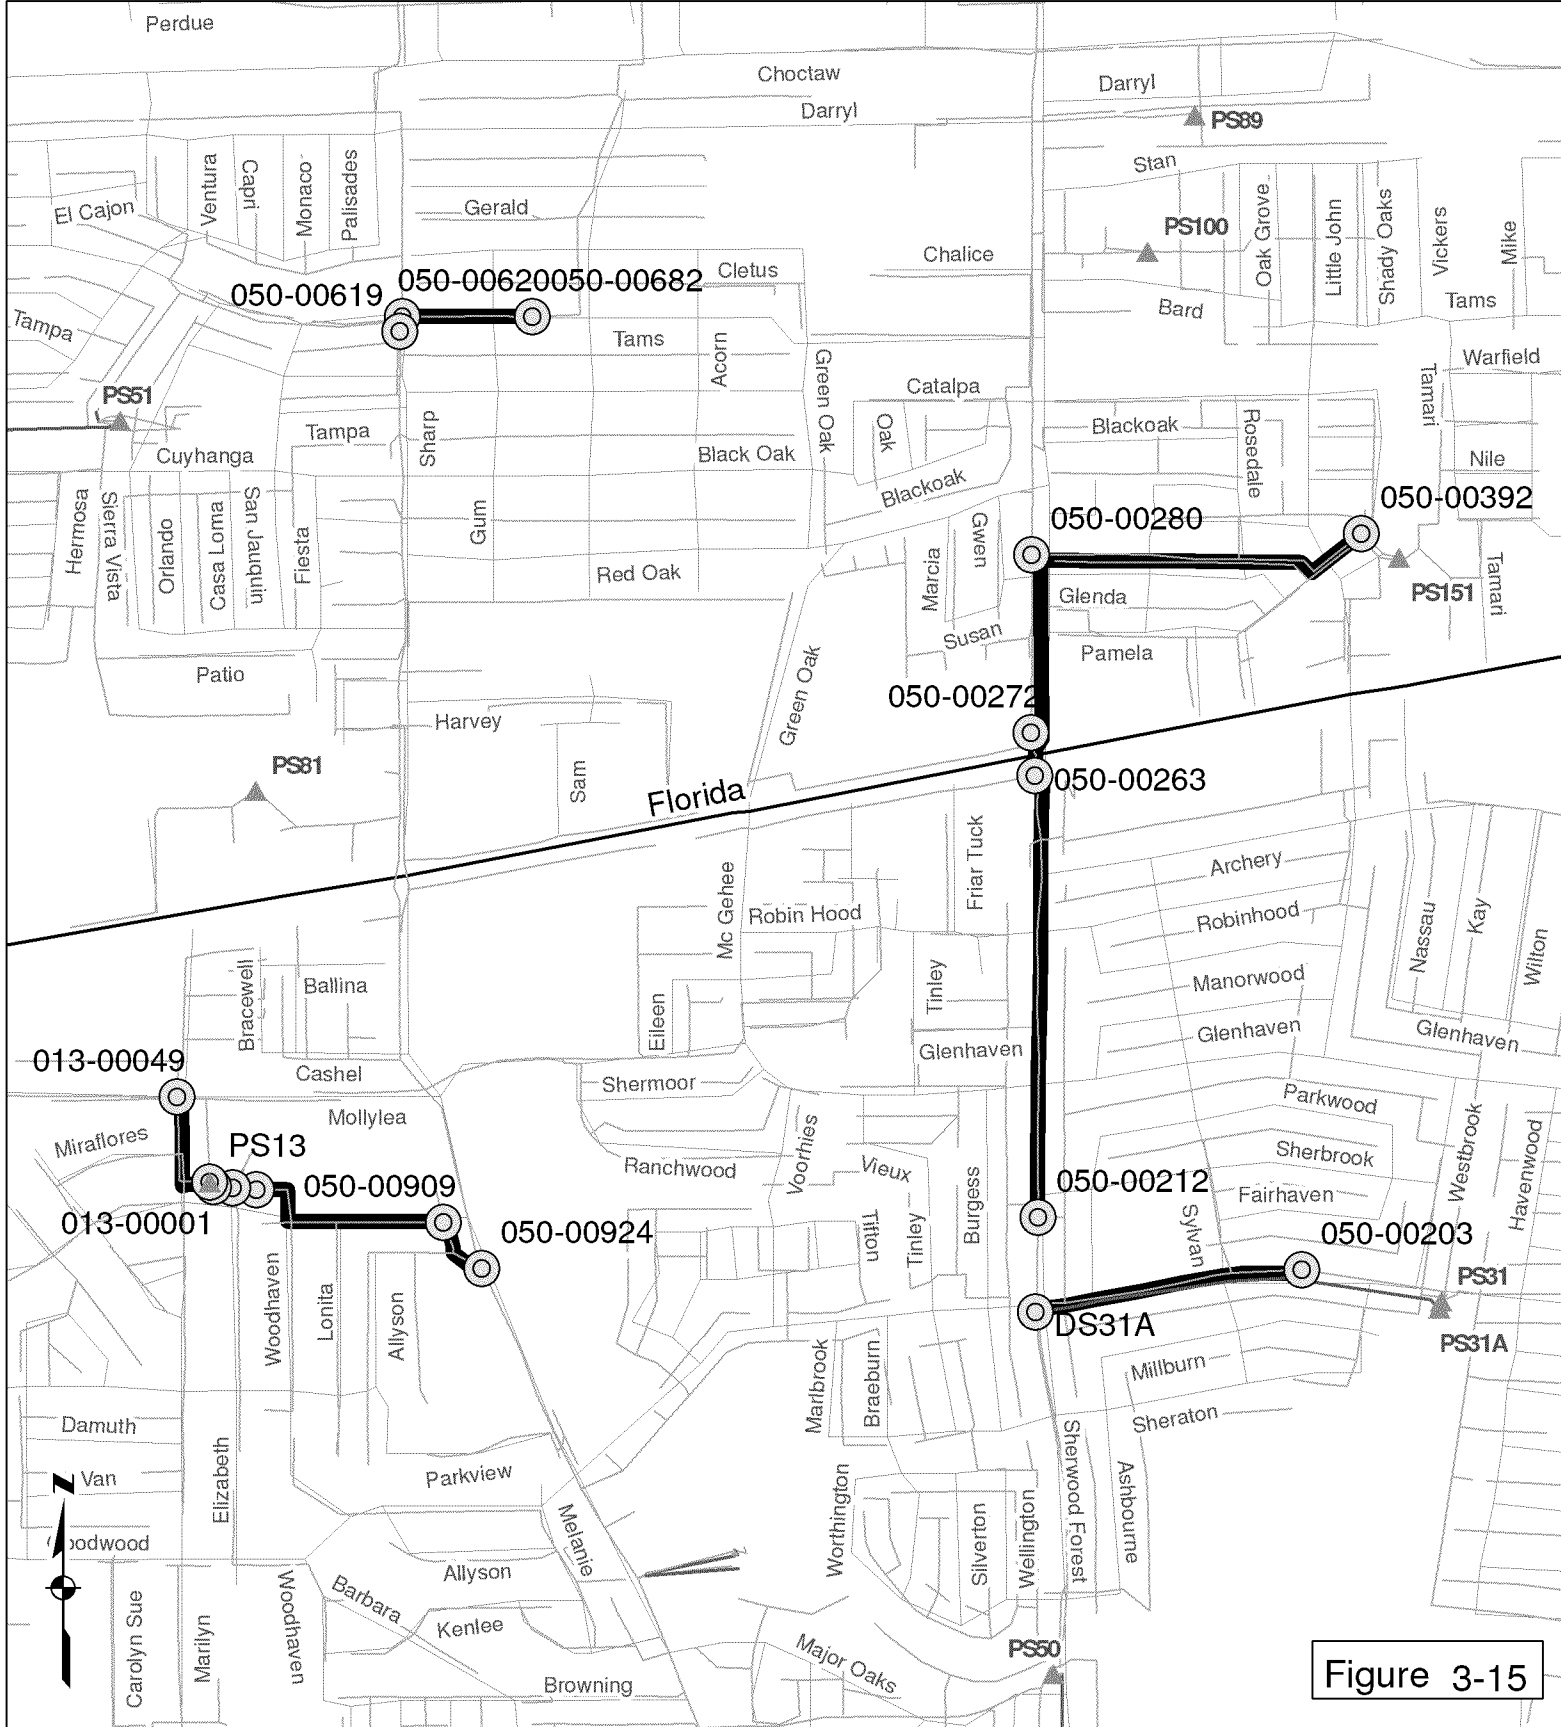 Perdue
Choctaw
Darryl
Darryl
PS89
Stan
Ventura
Capri
Monaco
Palisades
El Cajon
Gerald
PS100
Oak Grove
Little John
Shady Oaks
Vickers
Mike
Chalice
Cletus
050-00620050-00682
050-00619
Bard
Tams
Tampa
Tams
Acorn
Green Oak
Warfield
Tamari
PS51
Catalpa
Oak
Blackoak
Rosedale
Tampa
Sharp
Cuyhanga
Black Oak
Nile
Blackoak
050-00392
050-00280
Hermosa
Sierra Vista
Orlando
Casa Loma
San Jauquin
Fiesta
Gum
Red Oak
Marcia
Gwen
Glenda
PS151
Tamari
Susan
Pamela
Patio
Green Oak
050-00272
Harvey
PS81
Sam
Florida
050-00263
Friar Tuck
Archery
Mc Gehee
Robin Hood
Robinhood
Nassau
Kay
Wilton
Bracewell
Ballina
Eileen
Tinley
Manorwood
Glenhaven
Glenhaven
Glenhaven
013-00049
Cashel
Shermoor
Parkwood
Mollylea
Miraflores
PS13
Ranchwood
Voorhies
Vieux
Burgess
Sherbrook
Westbrook
Havenwood
050-00909
050-00212
Fairhaven
013-00001
050-00924
Tifton
Tinley
Sylvan
050-00203
PS31
Woodhaven
Lonita
Allyson
DS31A
PS31A
Marlbrook
Braeburn
Millburn
Sheraton
Damuth
Elizabeth
Parkview
N
Van
Worthington
Silverton
Wellington
Sherwood Forest
Ashbourne
Melanie
Allyson
Woodhaven
Barbara
Kenlee
Carolyn Sue
Marilyn
Browning
Major Oaks
PS50
Figure 3-15